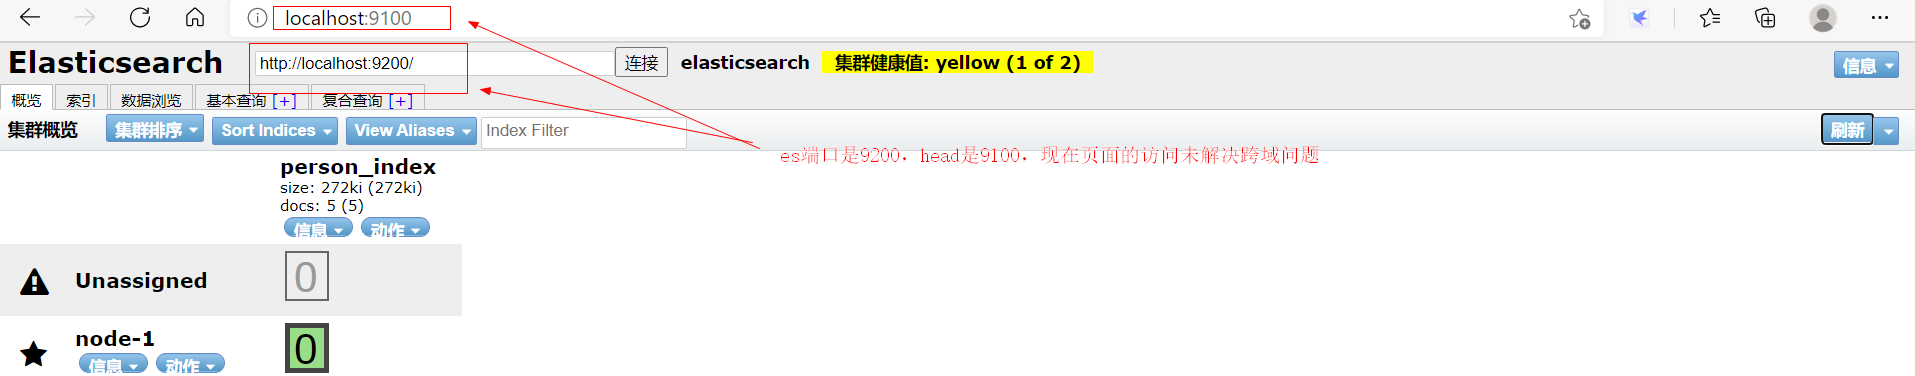 localhost:9100
Elasticsearch
http://localhost:9200/
连接
elasticsearch
集群健康值: yellow (1 of 2)
信息
概览
索引
数据浏览
基本查询 [+]
复合查询 [+]
集群概览
集群排序
Sort Indices
View Aliases
Index Filter
刷新
es端口是9200，head是9100，现在页面的访问未解决跨域问题
person_index
size: 272ki (272ki)
docs: 5 (5)
信息
动作
Unassigned
0
node-1
0
信息
动作